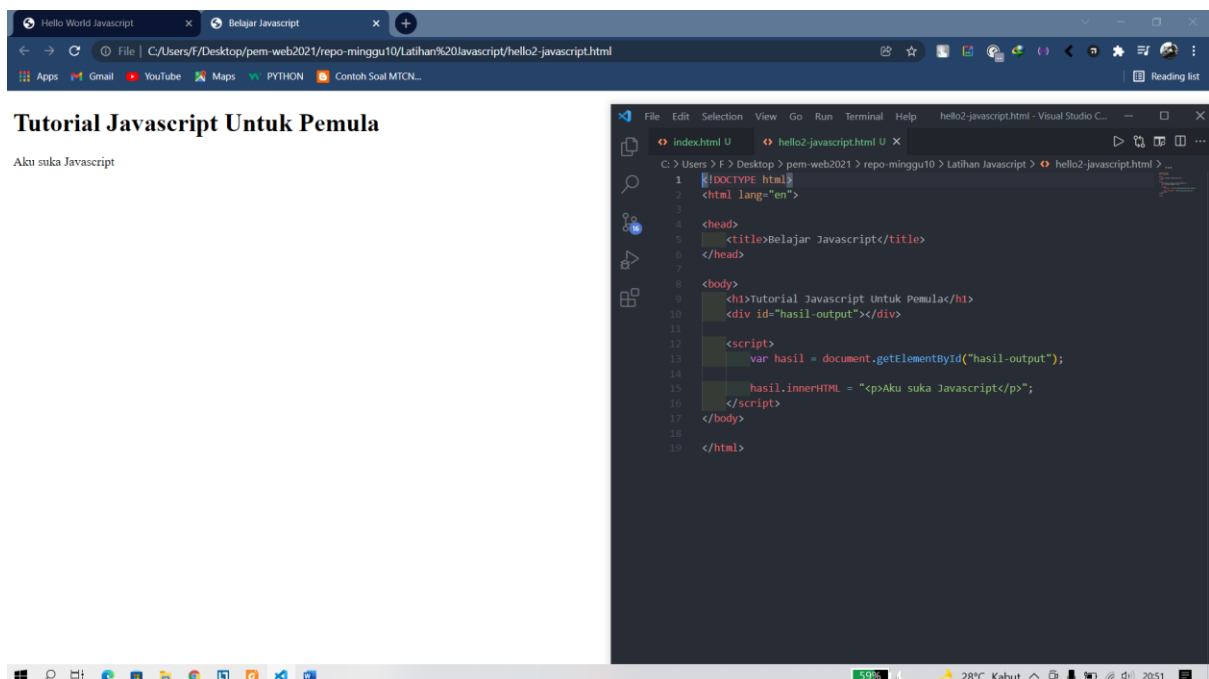 Hello World Javascript
Belajar Javascript
File | C:/Users/F/Desktop/pem-web2021/repo-minggu10/Latihan%20Javascript/hello2-javascript.html
Apps Gmail YouTube Maps PYTHON Contoh Soal MTCN... Reading list
Tutorial Javascript Untuk Pemula
Aku suka Javascript
File Edit Selection View Go Run Terminal Help hello2-javascript.html - Visual Studio C...
index.html U hello2-javascript.html U
C: > Users > F > Desktop > pem-web2021 > repo-minggu10 > Latihan Javascript > hello2-javascript.html > ...
1 <!DOCTYPE html>
2 <html lang="en">
3
4 <head>
5 <title>Belajar Javascript</title>
6 </head>
7
8 <body>
9 <h1>Tutorial Javascript Untuk Pemula</h1>
10 <div id="hasil-output"></div>
11
12 <script>
13 var hasil = document.getElementById("hasil-output");
14
15 hasil.innerHTML = "<p>Aku suka Javascript</p>";
16 </script>
17 </body>
18
19 </html>
16
59% 28°C Kabut 20:51